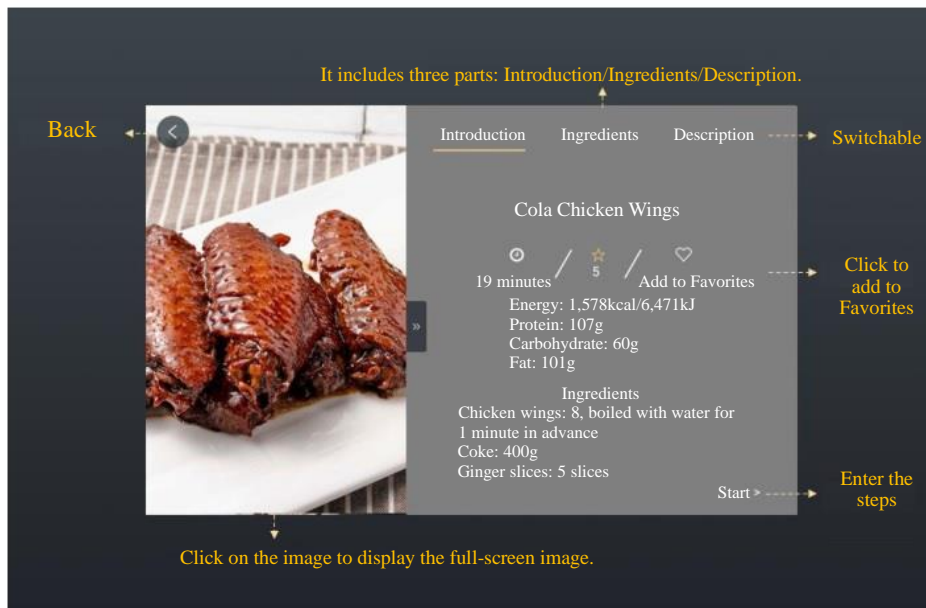 It includes three parts: Introduction/Ingredients/Description.
Back
Introduction Ingredients Description
Switchable
Cola Chicken Wings
19 minutes
5
Add to Favorites
Click to
add to
Favorites
Energy: 1,578kcal/6,471kJ
Protein: 107g
Carbohydrate: 60g
Fat: 101g
Ingredients
Chicken wings: 8, boiled with water for
1 minute in advance
Coke: 400g
Ginger slices: 5 slices
Start >
Enter the
steps
Click on the image to display the full-screen image.